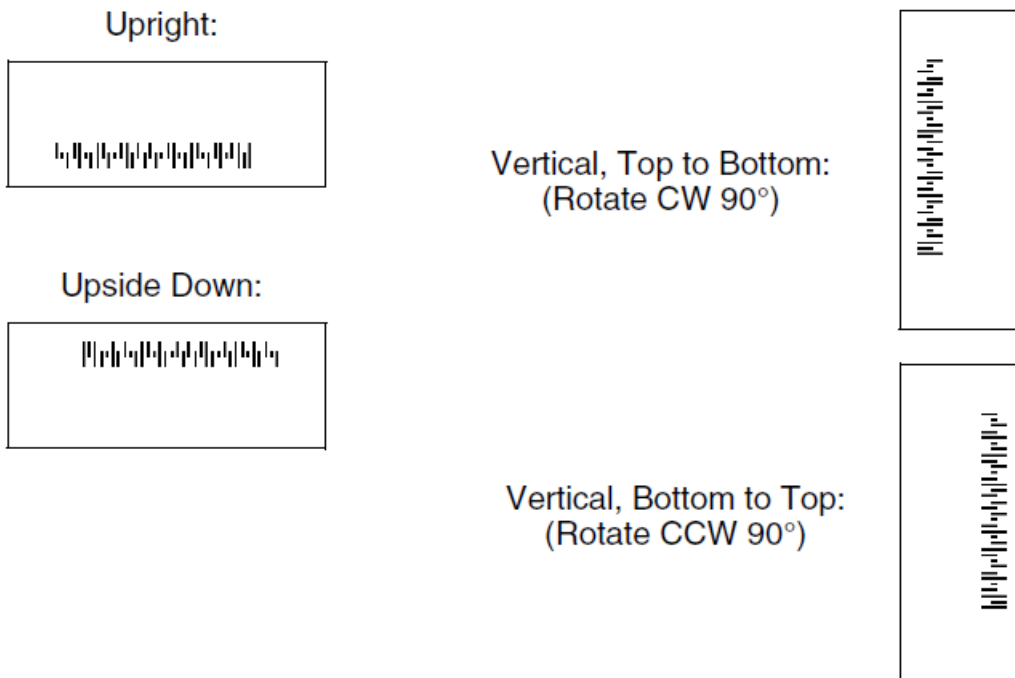 Upright:
Vertical, Top to Bottom:
(Rotate CW 90°)
Upside Down:
Vertical, Bottom to Top:
(Rotate CCW 90°)